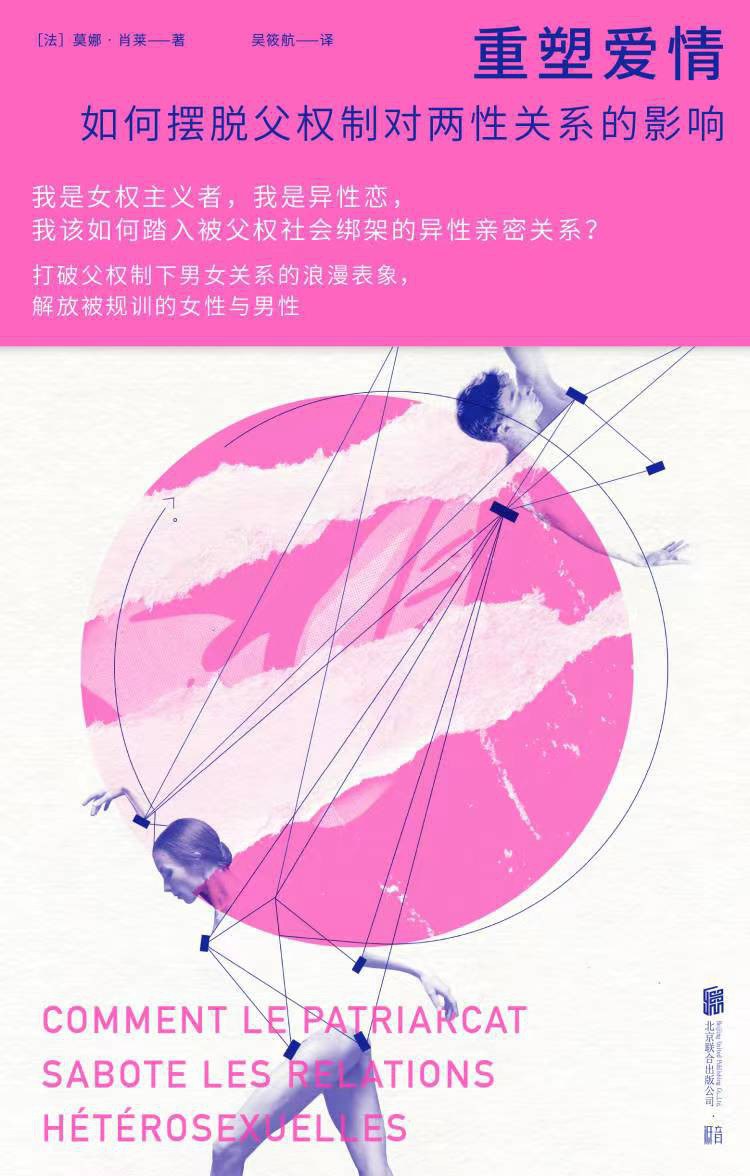 ［法］莫娜·肖莱——著 吴筱航——译
重塑爱情
如何摆脱父权制对两性关系的影响
我是女权主义者，我是异性恋，
我该如何踏入被父权社会绑架的异性亲密关系？
打破父权制下男女关系的浪漫表象，
解放被规训的女性与男性
COMMENT LE PATRIARCAT
SABOTE LES RELATIONS
HÉTÉROSEXUELLES
北京联合出版公司
Beijing United Publishing Co.,Ltd.